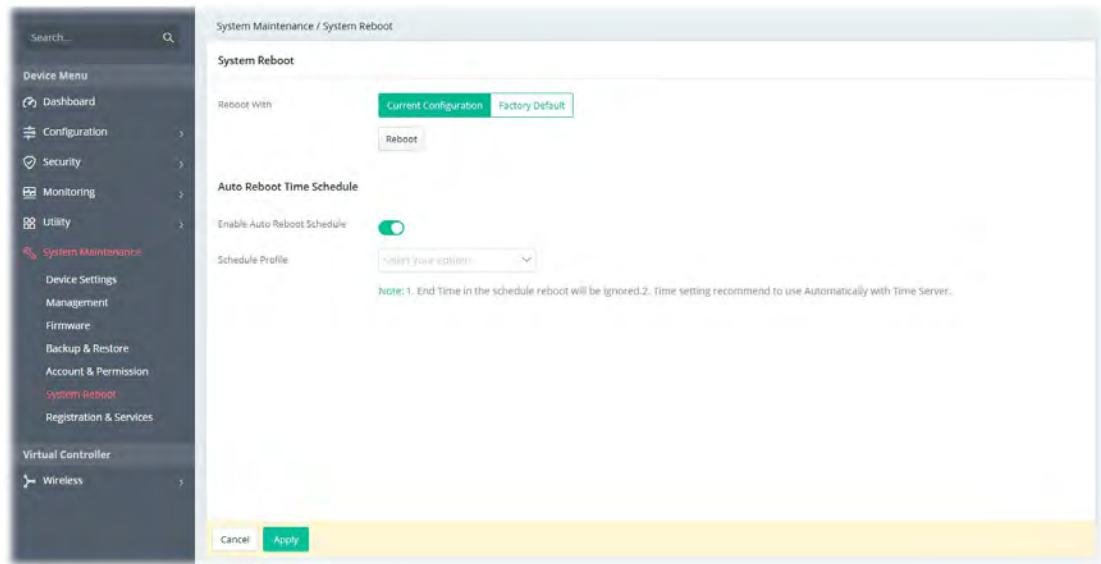 Search...
Device Menu
Dashboard
Configuration
Security
Monitoring
Utility
System Maintenance
Device Settings
Management
Firmware
Backup & Restore
Account & Permission
System Reboot
Registration & Services
Virtual Controller
Wireless
System Maintenance / System Reboot
System Reboot
Reboot With
Current Configuration Factory Default
Reboot
Auto Reboot Time Schedule
Enable Auto Reboot Schedule
Schedule Profile
Select your option
Note: 1. End Time in the schedule reboot will be ignored.2. Time setting recommend to use Automatically with Time Server.
Cancel Apply